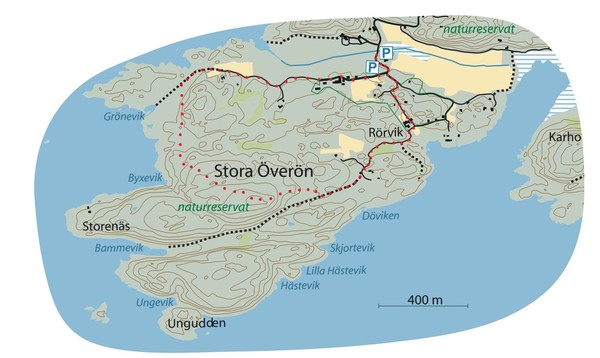 naturreservat
P
P
Grönevik
Rörvik
Karho
Stora Överön
Byxevik
naturreservat
Döviken
Storenäs
Bammevik
Skjortevik
Lilla Hästevik
Hästevik
Ungevik
400 m
Ungudden